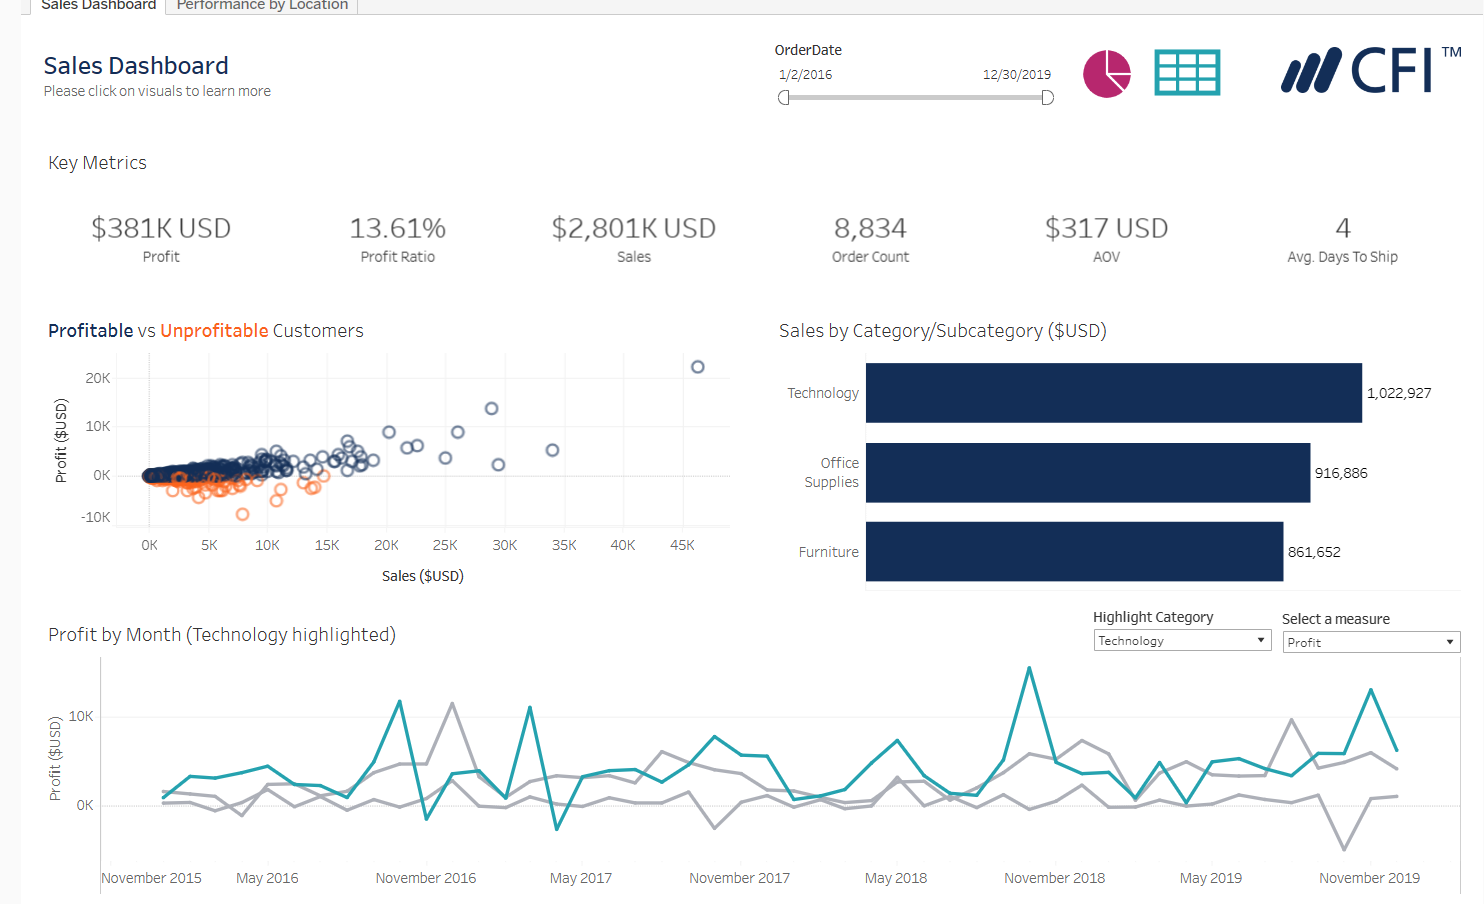 Sales Dashboard
Performance by Location
Sales Dashboard
Please click on visuals to learn more
OrderDate
1/2/2016
12/30/2019
CFI™
Key Metrics
$381K USD
Profit
13.61%
Profit Ratio
$2,801K USD
Sales
8,834
Order Count
$317 USD
AOV
4
Avg. Days To Ship
Profitable vs Unprofitable Customers
Profit ($USD)
20K
10K
0K
-10K
0K
5K
10K
15K
20K
25K
30K
35K
40K
45K
Sales ($USD)
Sales by Category/Subcategory ($USD)
Technology
1,022,927
Office
Supplies
916,886
Furniture
861,652
Profit by Month (Technology highlighted)
Highlight Category
Technology
Select a measure
Profit
Profit ($USD)
10K
0K
November 2015
May 2016
November 2016
May 2017
November 2017
May 2018
November 2018
May 2019
November 2019